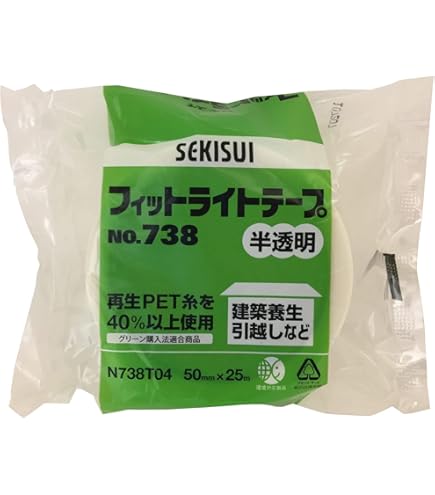 SEKISUI
フィットライトテープ®
NO.738
半透明
再生PET糸を
40%以上使用
グリーン購入法適合商品
建築養生
引越しなど
N738T04 50mm×25m